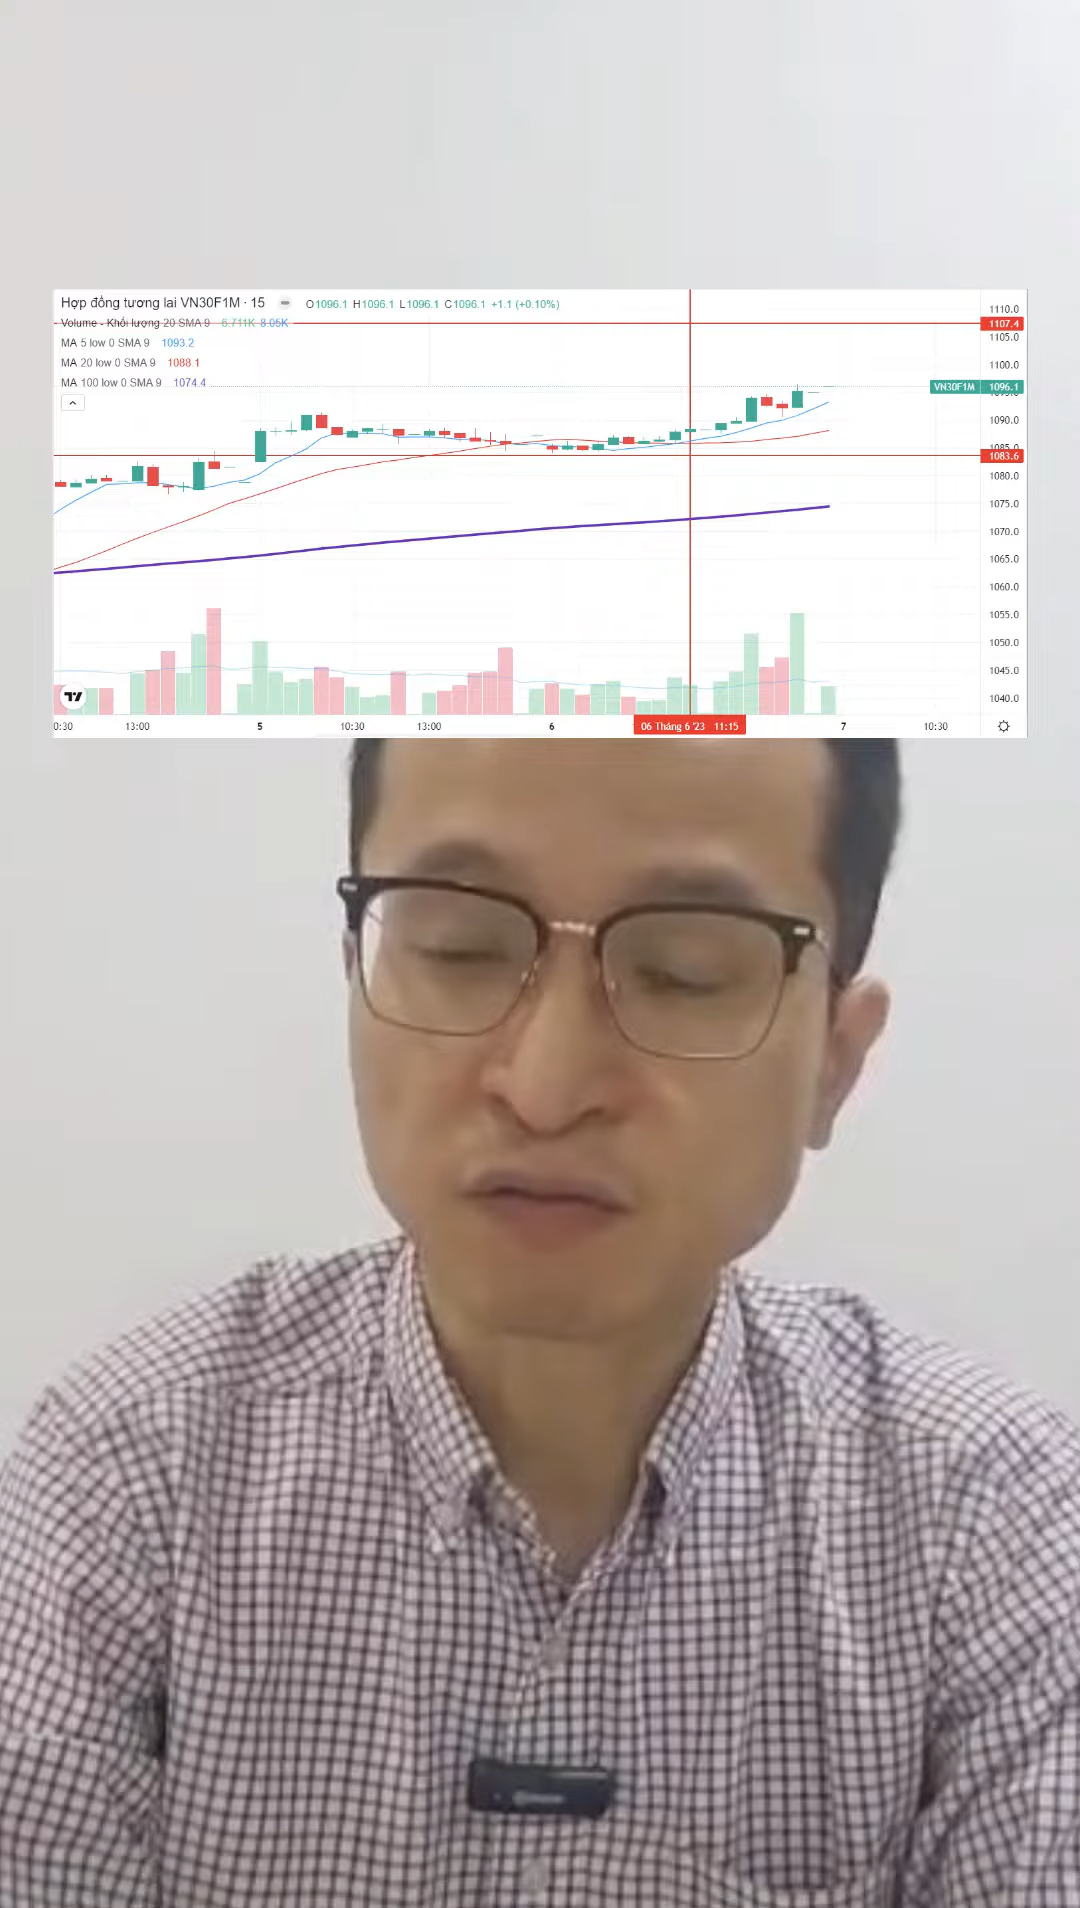 Hợp đồng tương lai VN30F1M · 15 O1096.1 H1096.1 L1096.1 C1096.1 +1.1 (+0.10%)
Volume - Khối lượng 20 SMA 9 6.711K 8.05K
MA 5 low 0 SMA 9 1093.2
MA 20 low 0 SMA 9 1088.1
MA 100 low 0 SMA 9 1074.4
1110.0
1107.4
1105.0
1100.0
VN30F1M 1096.1
1095.0
1090.0
1085.0
1083.6
1080.0
1075.0
1070.0
1065.0
1060.0
1055.0
1050.0
1045.0
1040.0
0:30 13:00 5 10:30 13:00 6 06 Tháng 6 '23 11:15 7 10:30